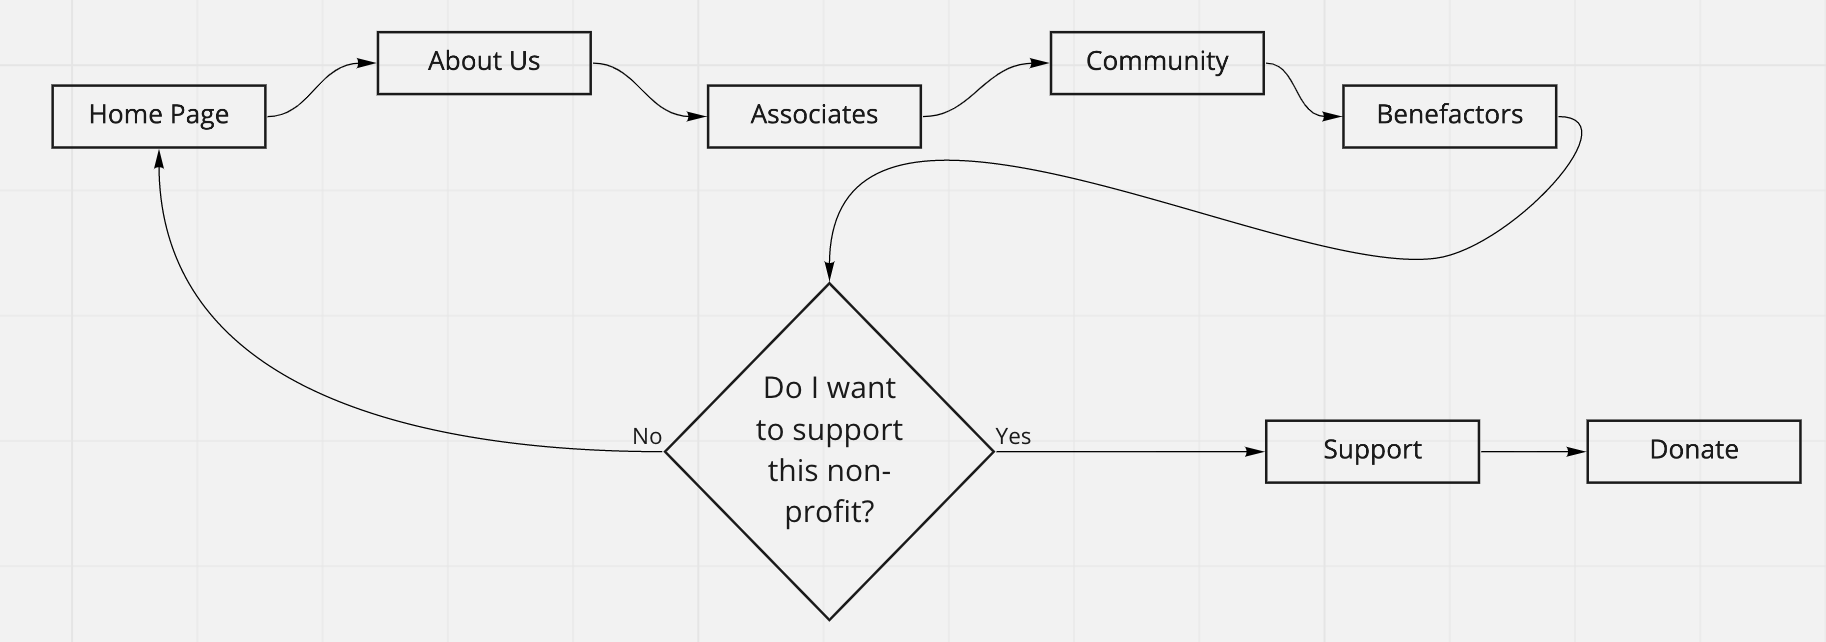 Home Page
About Us
Associates
Community
Benefactors
Do I want
to support
this non-
profit?
No
Yes
Support
Donate